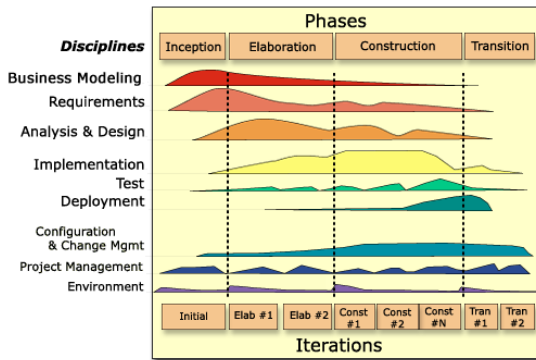 Phases
Disciplines
Inception
Elaboration
Construction
Transition
Business Modeling
Requirements
Analysis & Design
Implementation
Test
Deployment
Configuration
& Change Mgmt
Project Management
Environment
Initial
Elab #1
Elab #2
Const
#1
Const
#2
Const
#N
Tran
#1
Tran
#2
Iterations